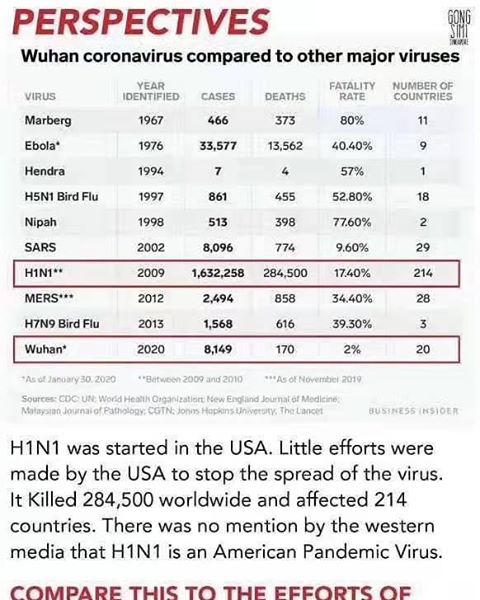 PERSPECTIVES
GONG
SIMI
SINGAPORE
Wuhan coronavirus compared to other major viruses
VIRUS YEAR IDENTIFIED CASES DEATHS FATALITY RATE NUMBER OF COUNTRIES
Marberg 1967 466 373 80% 11
Ebola* 1976 33,577 13,562 40.40% 9
Hendra 1994 7 4 57% 1
H5N1 Bird Flu 1997 861 455 52.80% 18
Nipah 1998 513 398 77.60% 2
SARS 2002 8,096 774 9.60% 29
H1N1** 2009 1,632,258 284,500 17.40% 214
MERS*** 2012 2,494 858 34.40% 28
H7N9 Bird Flu 2013 1,568 616 39.30% 3
Wuhan* 2020 8,149 170 2% 20
*As of January 30, 2020 **Between 2009 and 2010 ***As of November 2019
Sources: CDC; UN; World Health Organization; New England Journal of Medicine;
Malaysian Journal of Pathology; CGTN; Johns Hopkins University; The Lancet
BUSINESS INSIDER
H1N1 was started in the USA. Little efforts were
made by the USA to stop the spread of the virus.
It Killed 284,500 worldwide and affected 214
countries. There was no mention by the western
media that H1N1 is an American Pandemic Virus.
COMPARE THIS TO THE EFFORTS OF